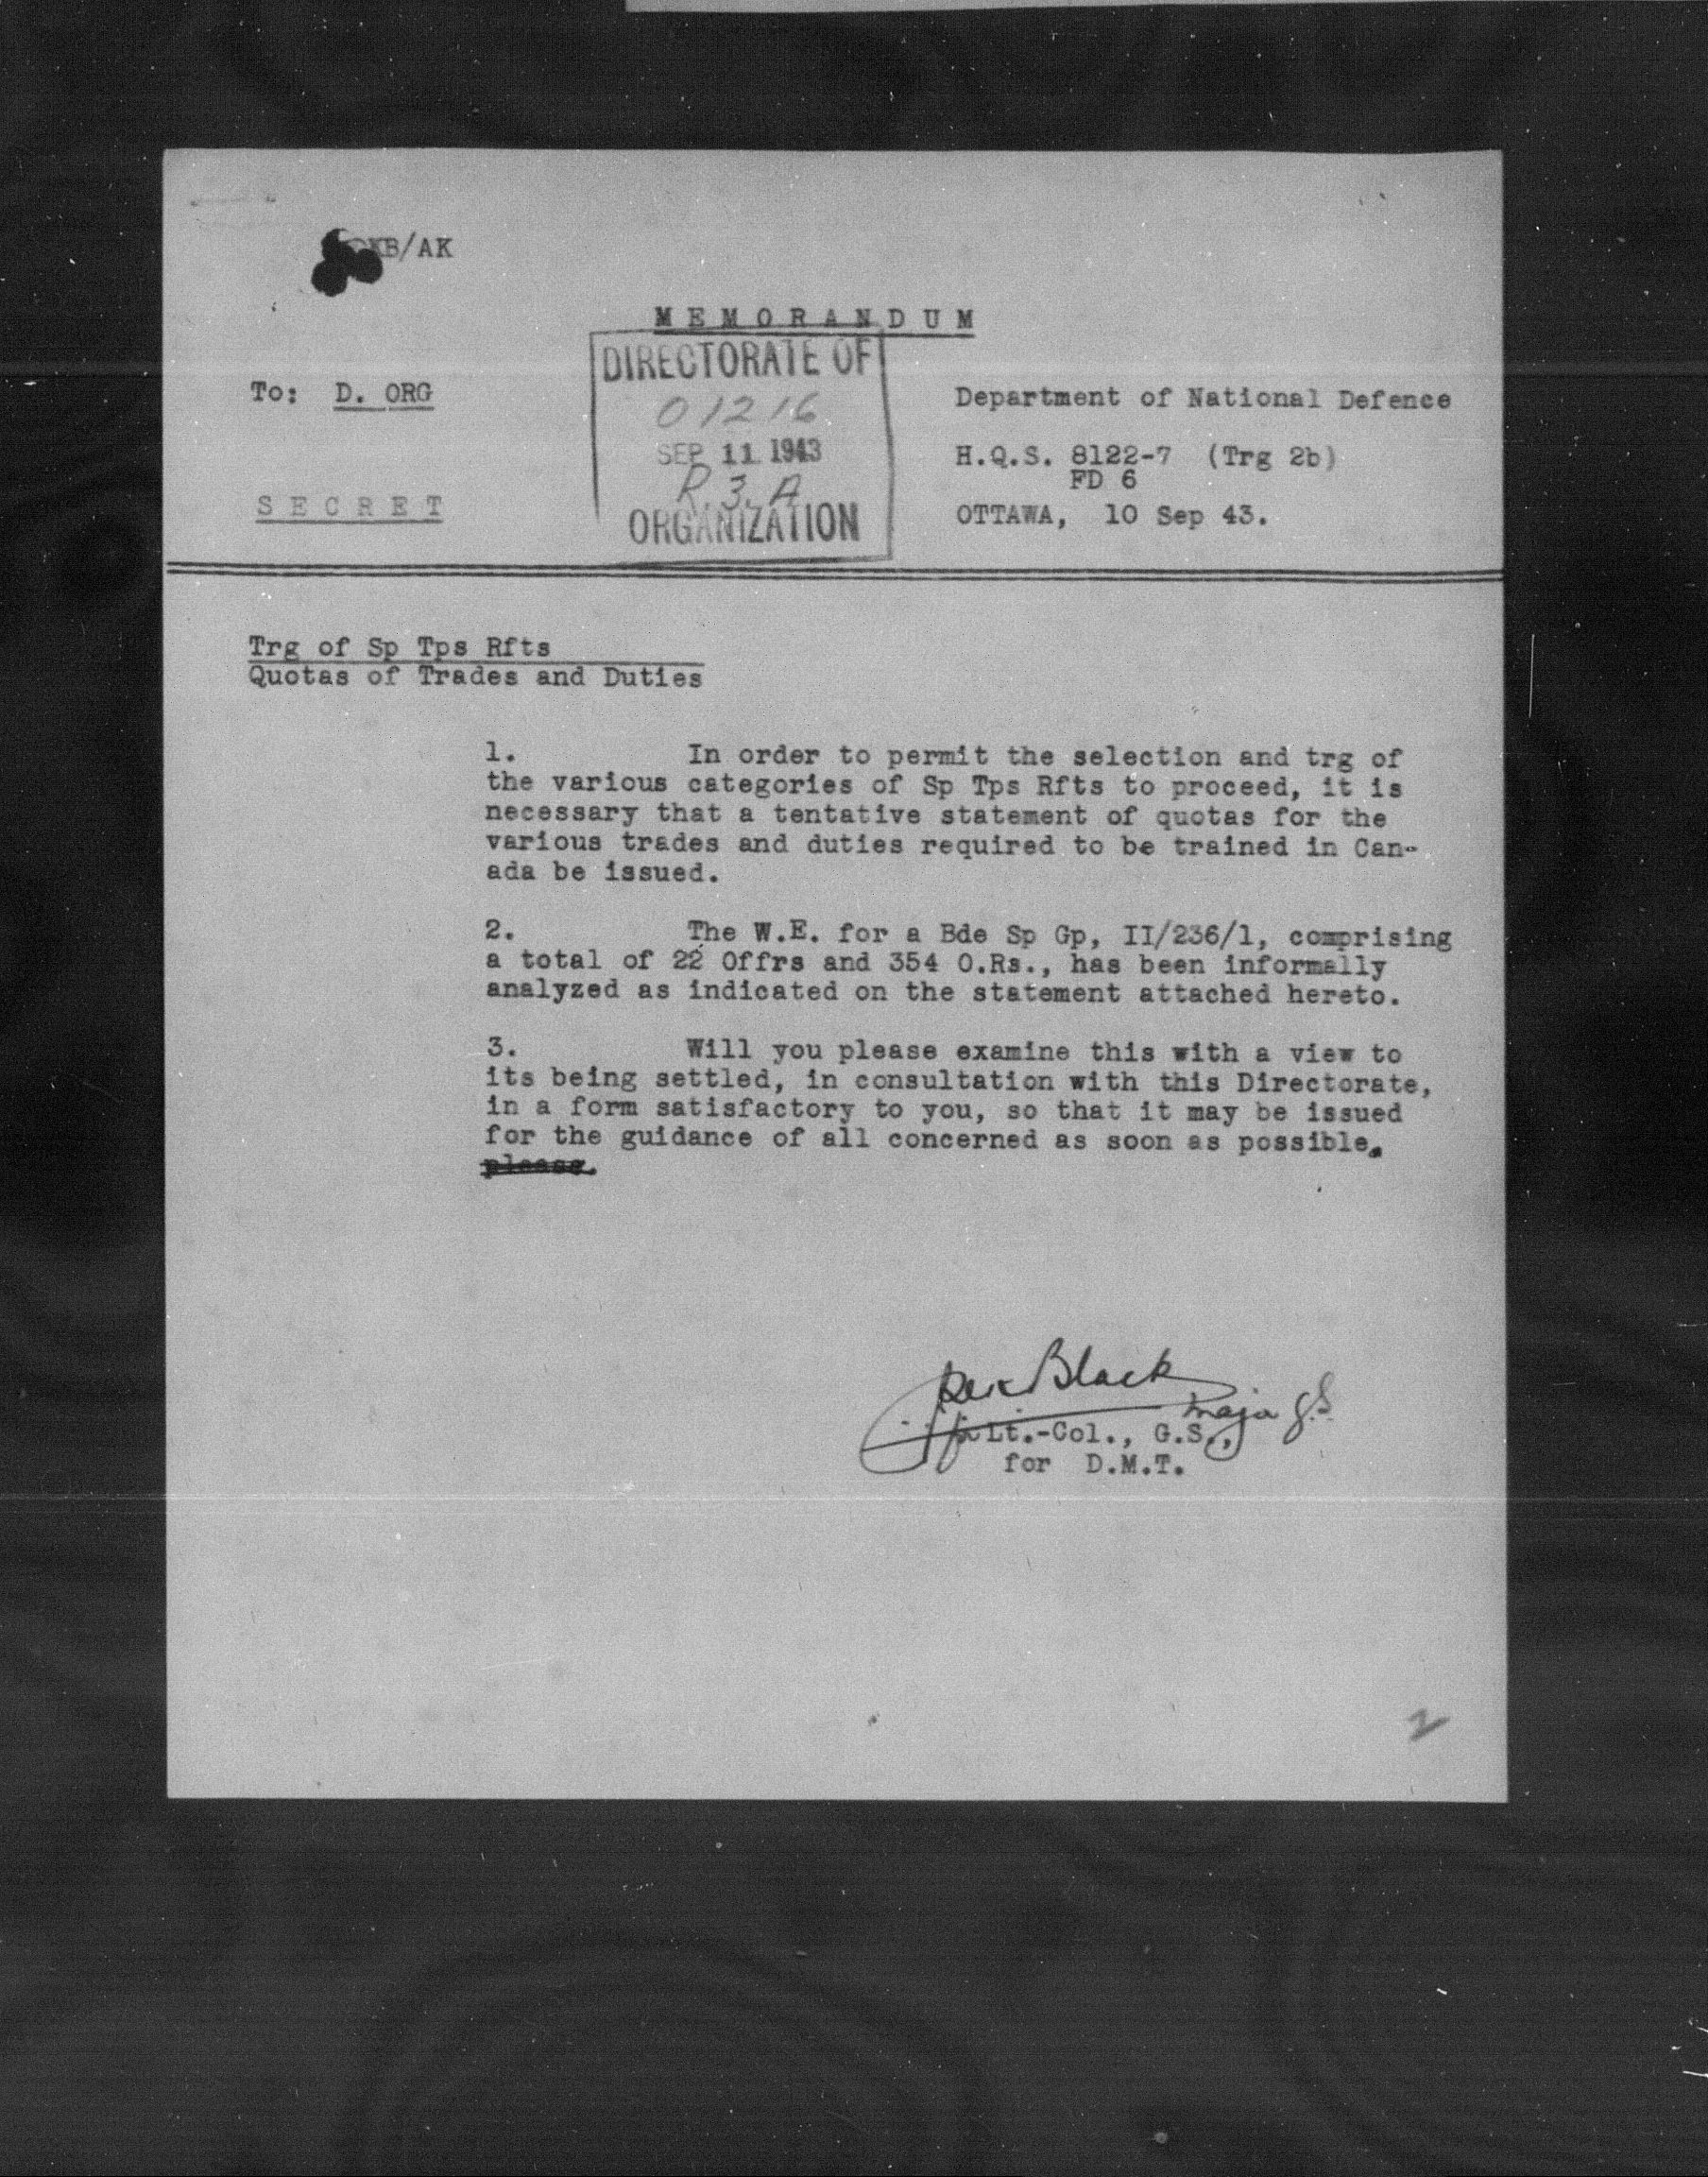 KB/AK
MEMORANDUM
DIRECTORATE OF
01216
SEP 11 1943
R.3.A
ORGANIZATION
To: D. ORG
SECRET
Department of National Defence
H.Q.S. 8122-7 (Trg 2b)
FD 6
OTTAWA, 10 Sep 43.
Trg of Sp Tps Rfts
Quotas of Trades and Duties
1. In order to permit the selection and trg of
the various categories of Sp Tps Rfts to proceed, it is
necessary that a tentative statement of quotas for the
various trades and duties required to be trained in Can-
ada be issued.
2. The W.E. for a Bde Sp Gp, II/236/1, comprising
a total of 22 Offrs and 354 O.Rs., has been informally
analyzed as indicated on the statement attached hereto.
3. Will you please examine this with a view to
its being settled, in consultation with this Directorate,
in a form satisfactory to you, so that it may be issued
for the guidance of all concerned as soon as possible.
please.
Black
Major G.S.
Lt.-Col., G.S.,
for D.M.T.
2